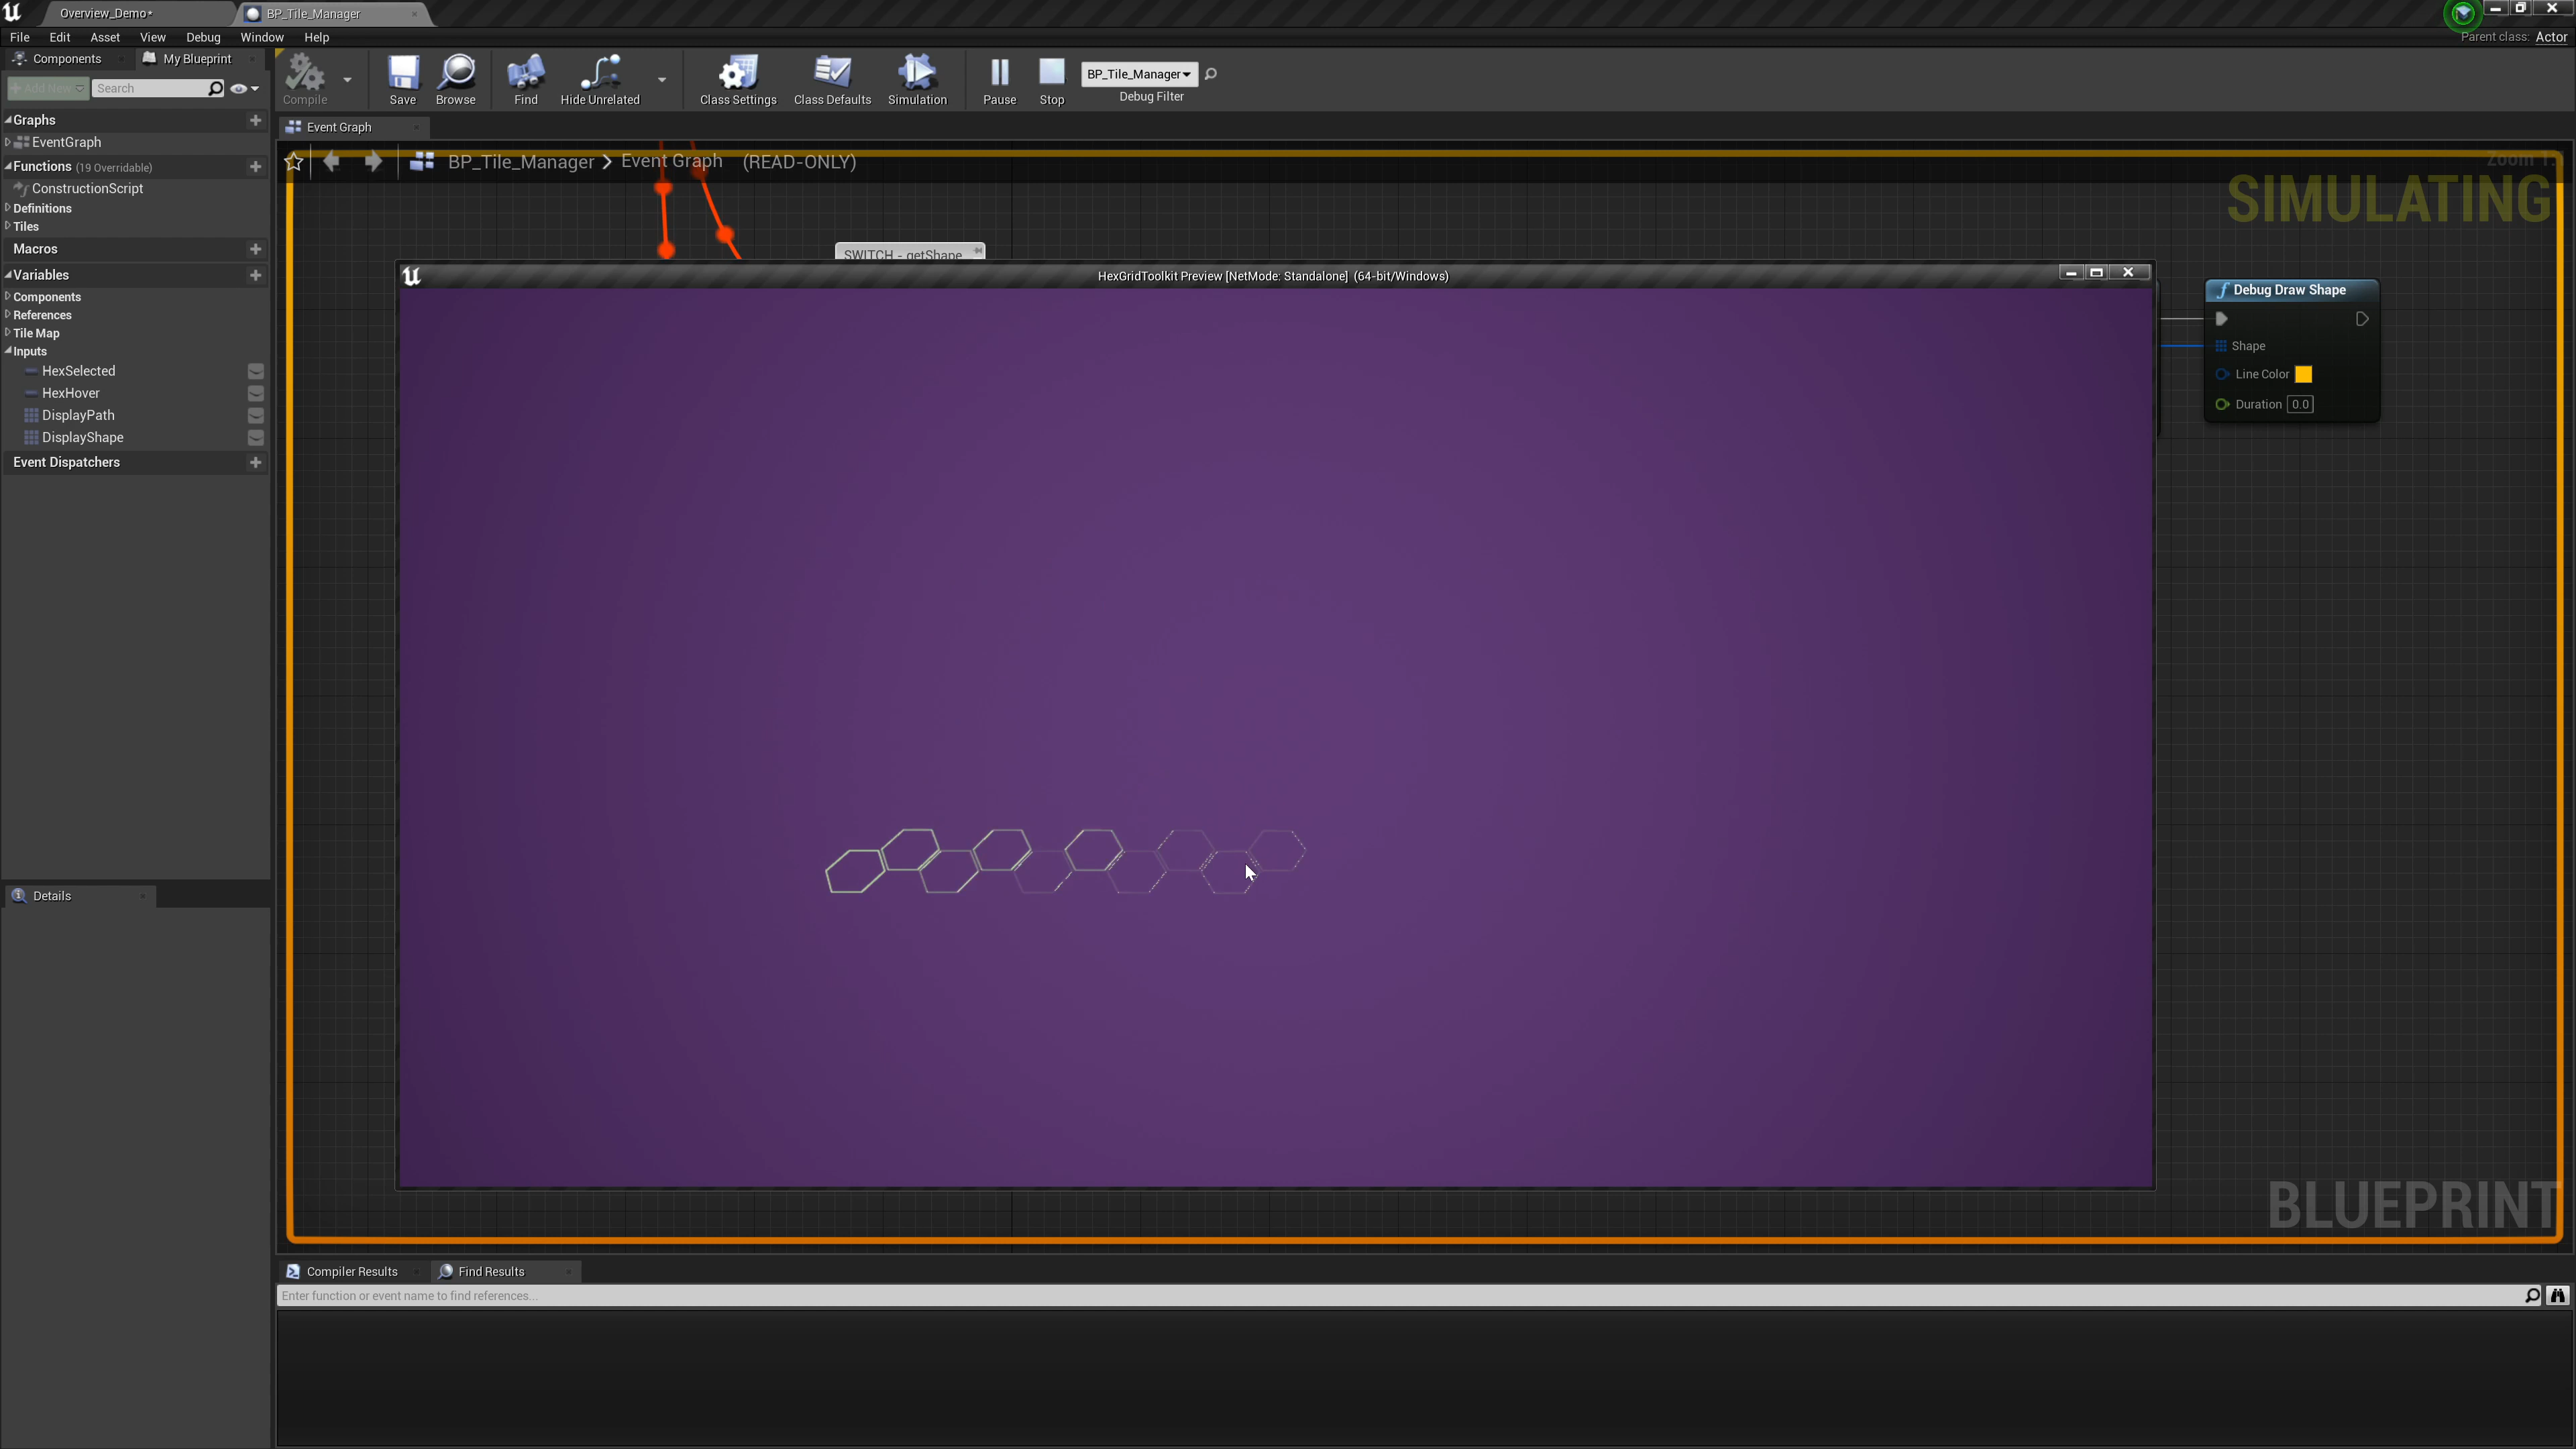 Overview_Demo*
BP_Tile_Manager
File Edit Asset View Debug Window Help
Parent class: Actor
Components
My Blueprint
Add New
Search
Compile
Save
Browse
Find
Hide Unrelated
Class Settings
Class Defaults
Simulation
Pause
Stop
BP_Tile_Manager
Debug Filter
Graphs
EventGraph
Functions (19 Overridable)
ConstructionScript
Definitions
Tiles
Macros
Variables
Components
References
Tile Map
Inputs
HexSelected
HexHover
DisplayPath
DisplayShape
Event Dispatchers
Details
Event Graph
BP_Tile_Manager > Event Graph (READ-ONLY)
SIMULATING
SWITCH - getShape
HexGridToolkit Preview [NetMode: Standalone] (64-bit/Windows)
Debug Draw Shape
Shape
Line Color
Duration 0.0
BLUEPRINT
Compiler Results
Find Results
Enter function or event name to find references...